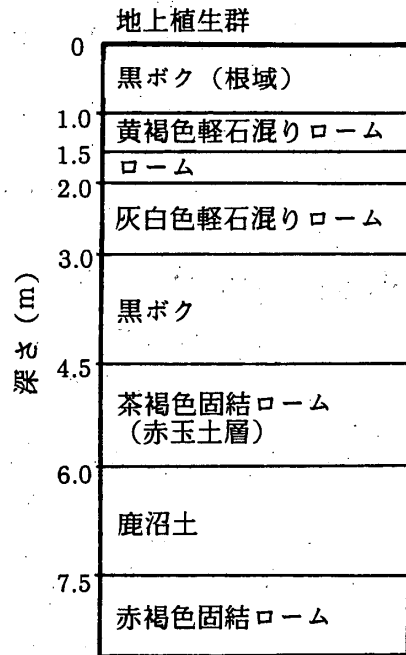 地上植生群
0
黒ボク（根域）
1.0
黄褐色軽石混りローム
1.5
ローム
2.0
灰白色軽石混りローム
3.0
深さ(m)
黒ボク
4.5
茶褐色固結ローム
（赤玉土層）
6.0
鹿沼土
7.5
赤褐色固結ローム